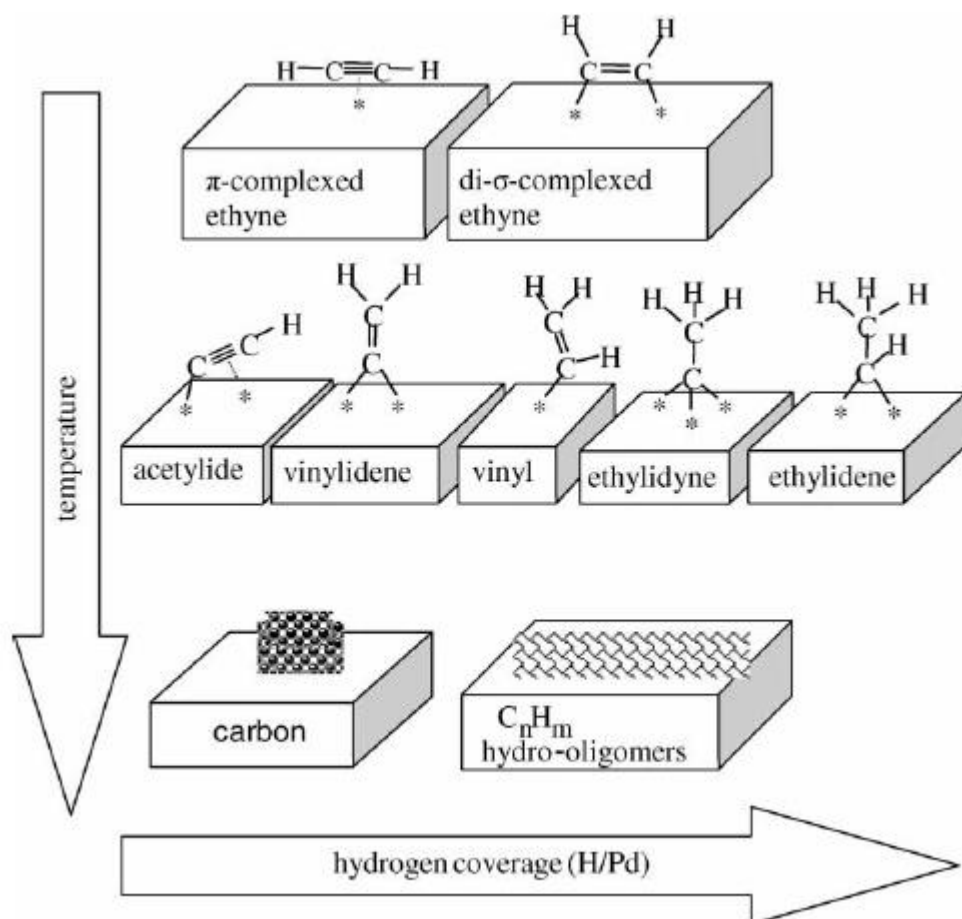 H C C H
*
H H
C C
* *
π-complexed
ethyne
di-σ-complexed
ethyne
temperature
C C H
* *
acetylide
H H
C
C
* *
vinylidene
H H
C
C H
*
vinyl
H H H
C
C
* * *
ethylidyne
H H H
C H
C
* *
ethylidene
carbon
CnHm
hydro-oligomers
hydrogen coverage (H/Pd)